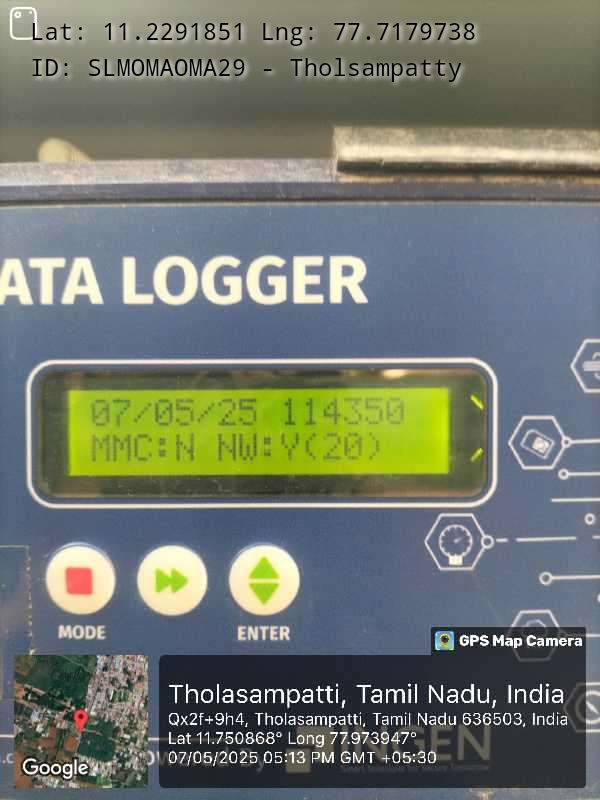 Lat: 11.2291851 Lng: 77.7179738
ID: SLMOMAOMA29 - Tholsampatty
ATA LOGGER
07/05/25 114350
MMC:N NW:Y(20)
MODE
ENTER
GPS Map Camera
Tholasampatti, Tamil Nadu, India
Qx2f+9h4, Tholasampatti, Tamil Nadu 636503, India
Lat 11.750868° Long 77.973947°
07/05/2025 05:13 PM GMT +05:30
Google